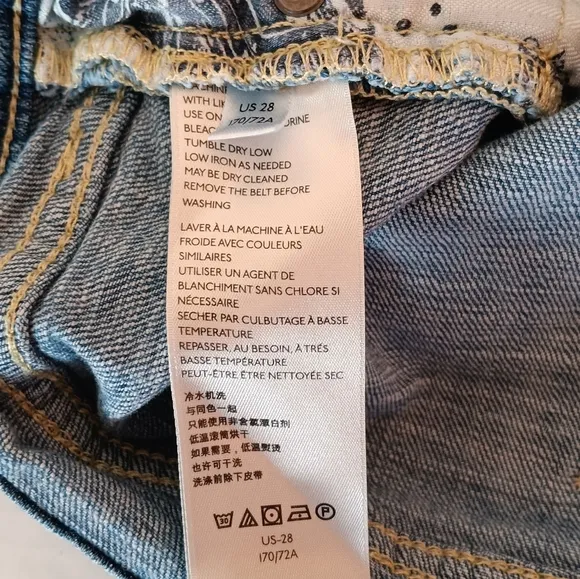 US 28
170/72A
WITH
USE ON
TUMBLE DRY LOW
LOW IRON AS NEEDED
MAY BE DRY CLEANED
REMOVE THE BELT BEFORE
WASHING
LAVER À LA MACHINE À L'EAU
FROIDE AVEC COULEURS
SIMILAIRES
UTILISER UN AGENT DE
BLANCHIMENT SANS CHLORE SI
NÉCESSAIRE
SECHER PAR CULBUTAGE À BASSE
TEMPERATURE
REPASSER, AU BESOIN, À TRÉS
BASSE TEMPÉRATURE
PEUT-ÊTRE ÊTRE NETTOYÉE SEC
冷水机洗
与同色一起
只能使用非含氯漂白剂
低温滚筒烘干
如果需要，低温熨烫
也许可干洗
洗涤前除下皮带
30 P
US-28
170/72A